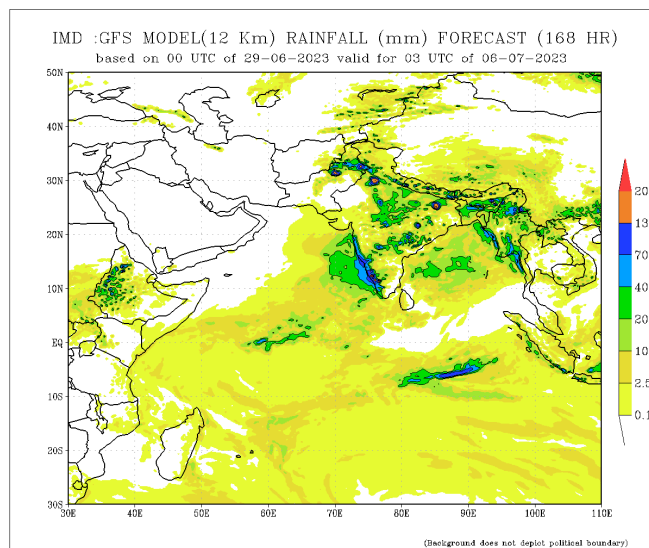 IMD :GFS MODEL(12 Km) RAINFALL (mm) FORECAST (168 HR)
based on 00 UTC of 29-06-2023 valid for 03 UTC of 06-07-2023
50N
40N
30N
20N
10N
EQ
10S
20S
30S
30E
40E
50E
60E
70E
80E
90E
100E
110E
20
13
70
40
20
10
2.5
0.1
(Background does not depict political boundary)